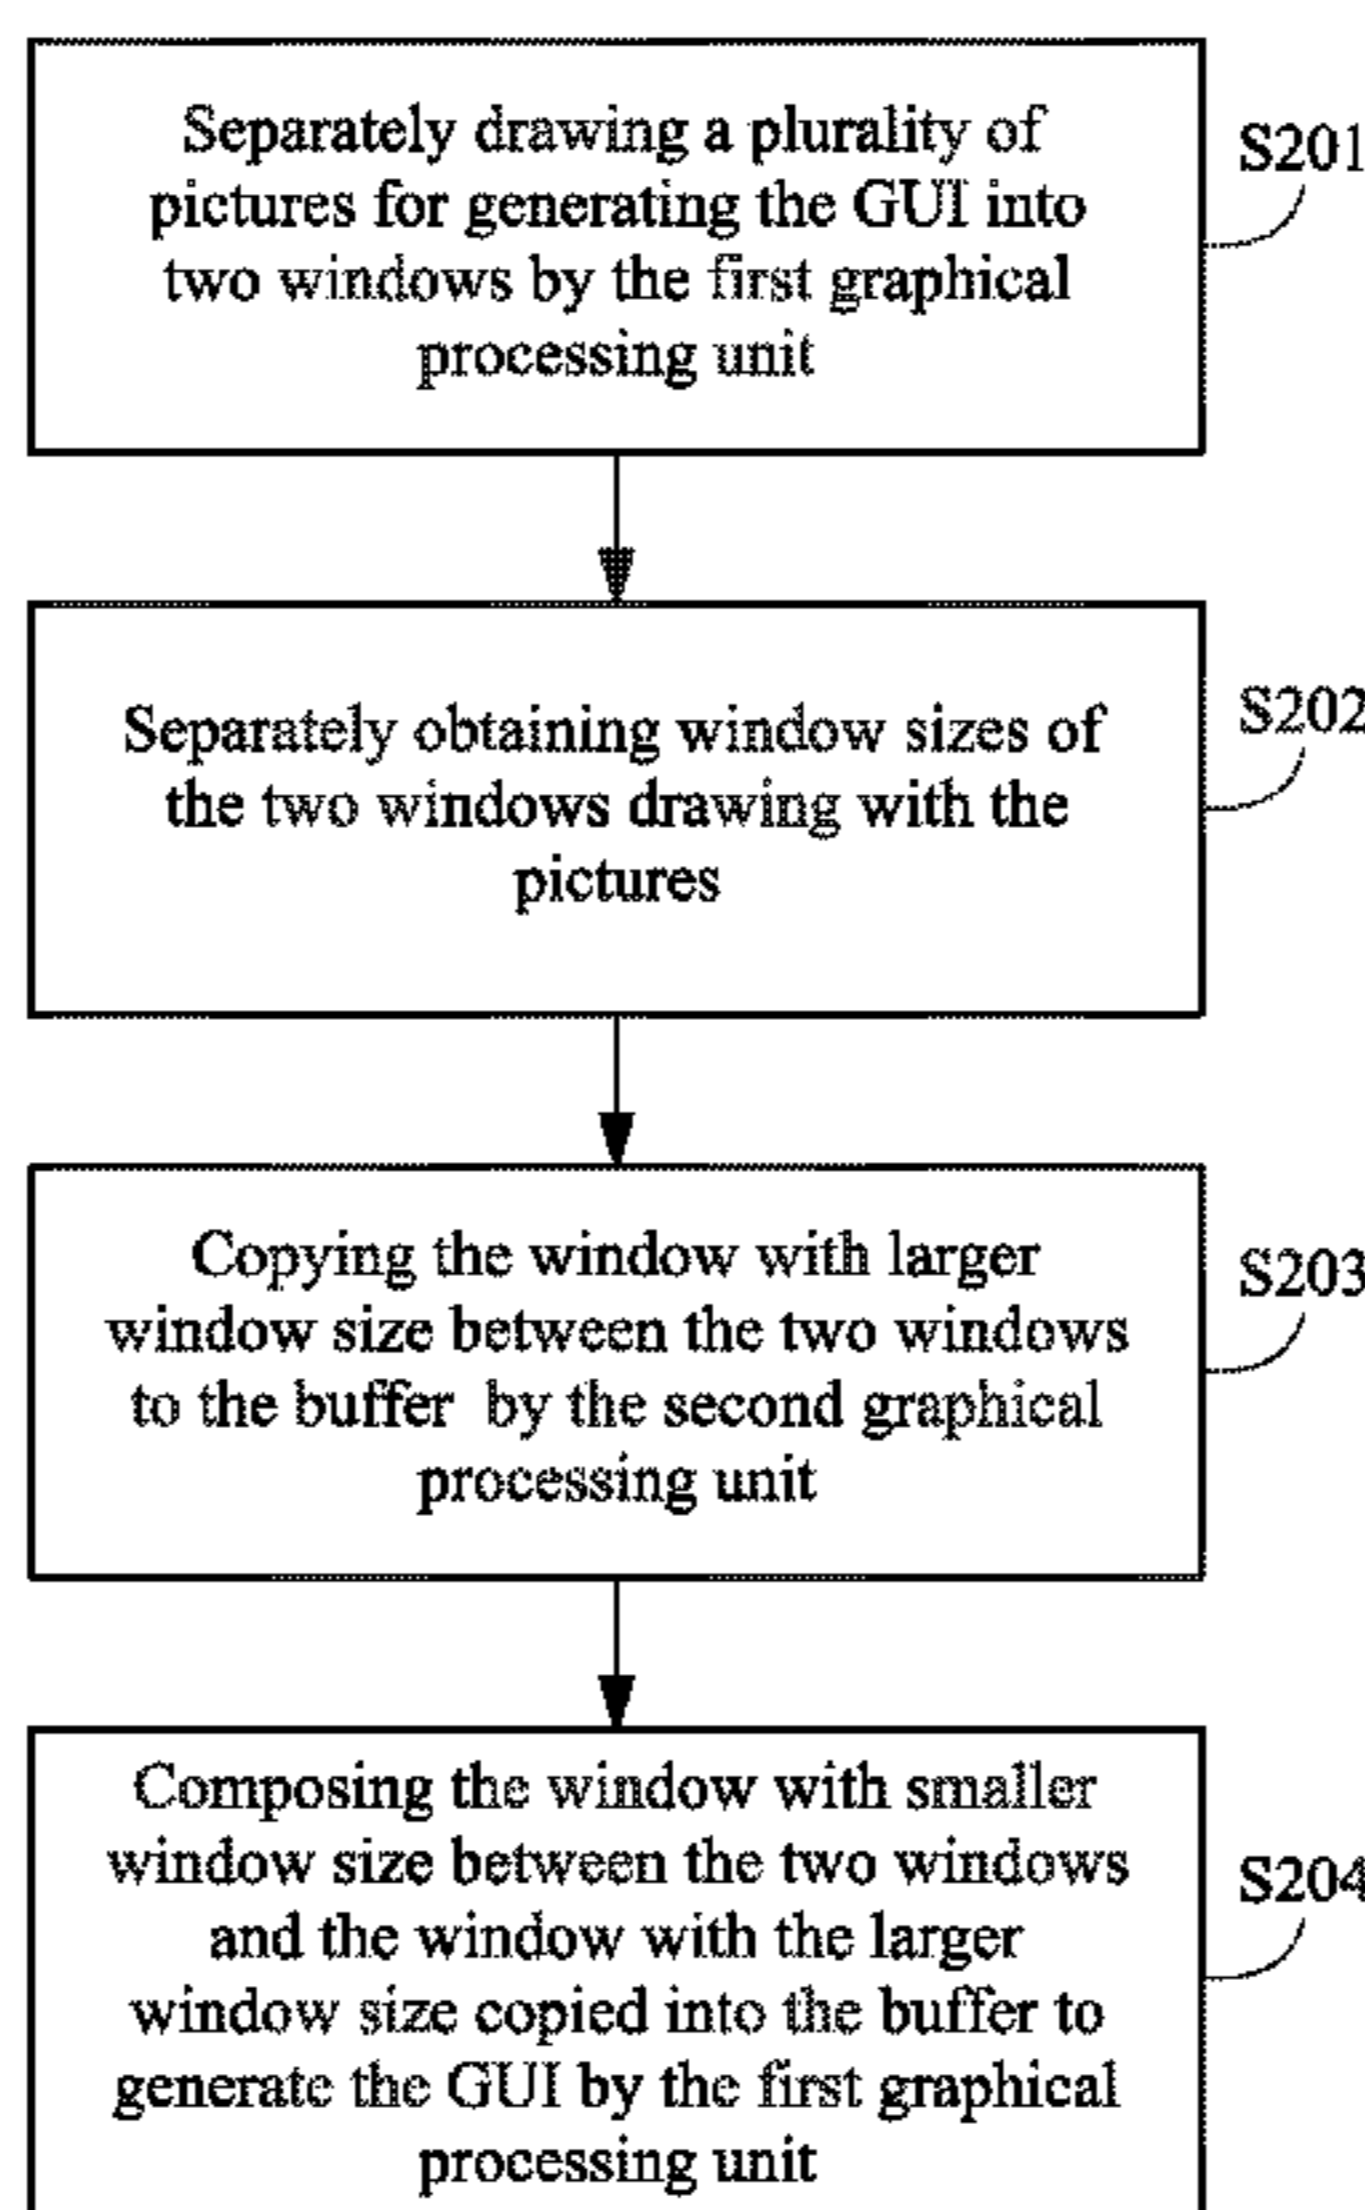 Separately drawing a plurality of
pictures for generating the GUI into
two windows by the first graphical
processing unit
S201
Separately obtaining window sizes of
the two windows drawing with the
pictures
S202
Copying the window with larger
window size between the two windows
to the buffer by the second graphical
processing unit
S203
Composing the window with smaller
window size between the two windows
and the window with the larger
window size copied into the buffer to
generate the GUI by the first graphical
processing unit
S204